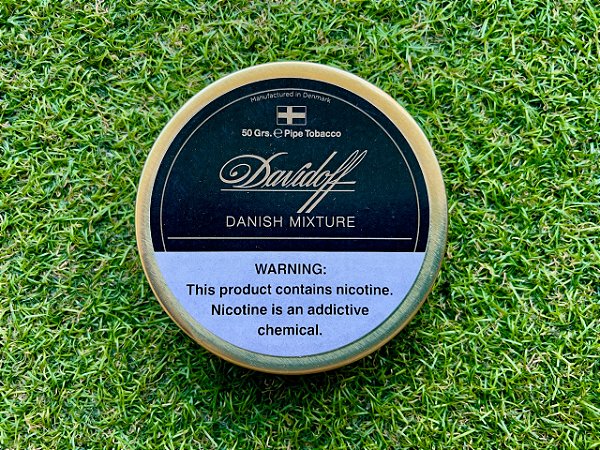 Manufactured in Denmark
50 Grs. ℮ Pipe Tobacco
Davidoff
DANISH MIXTURE
WARNING:
This product contains nicotine.
Nicotine is an addictive
chemical.